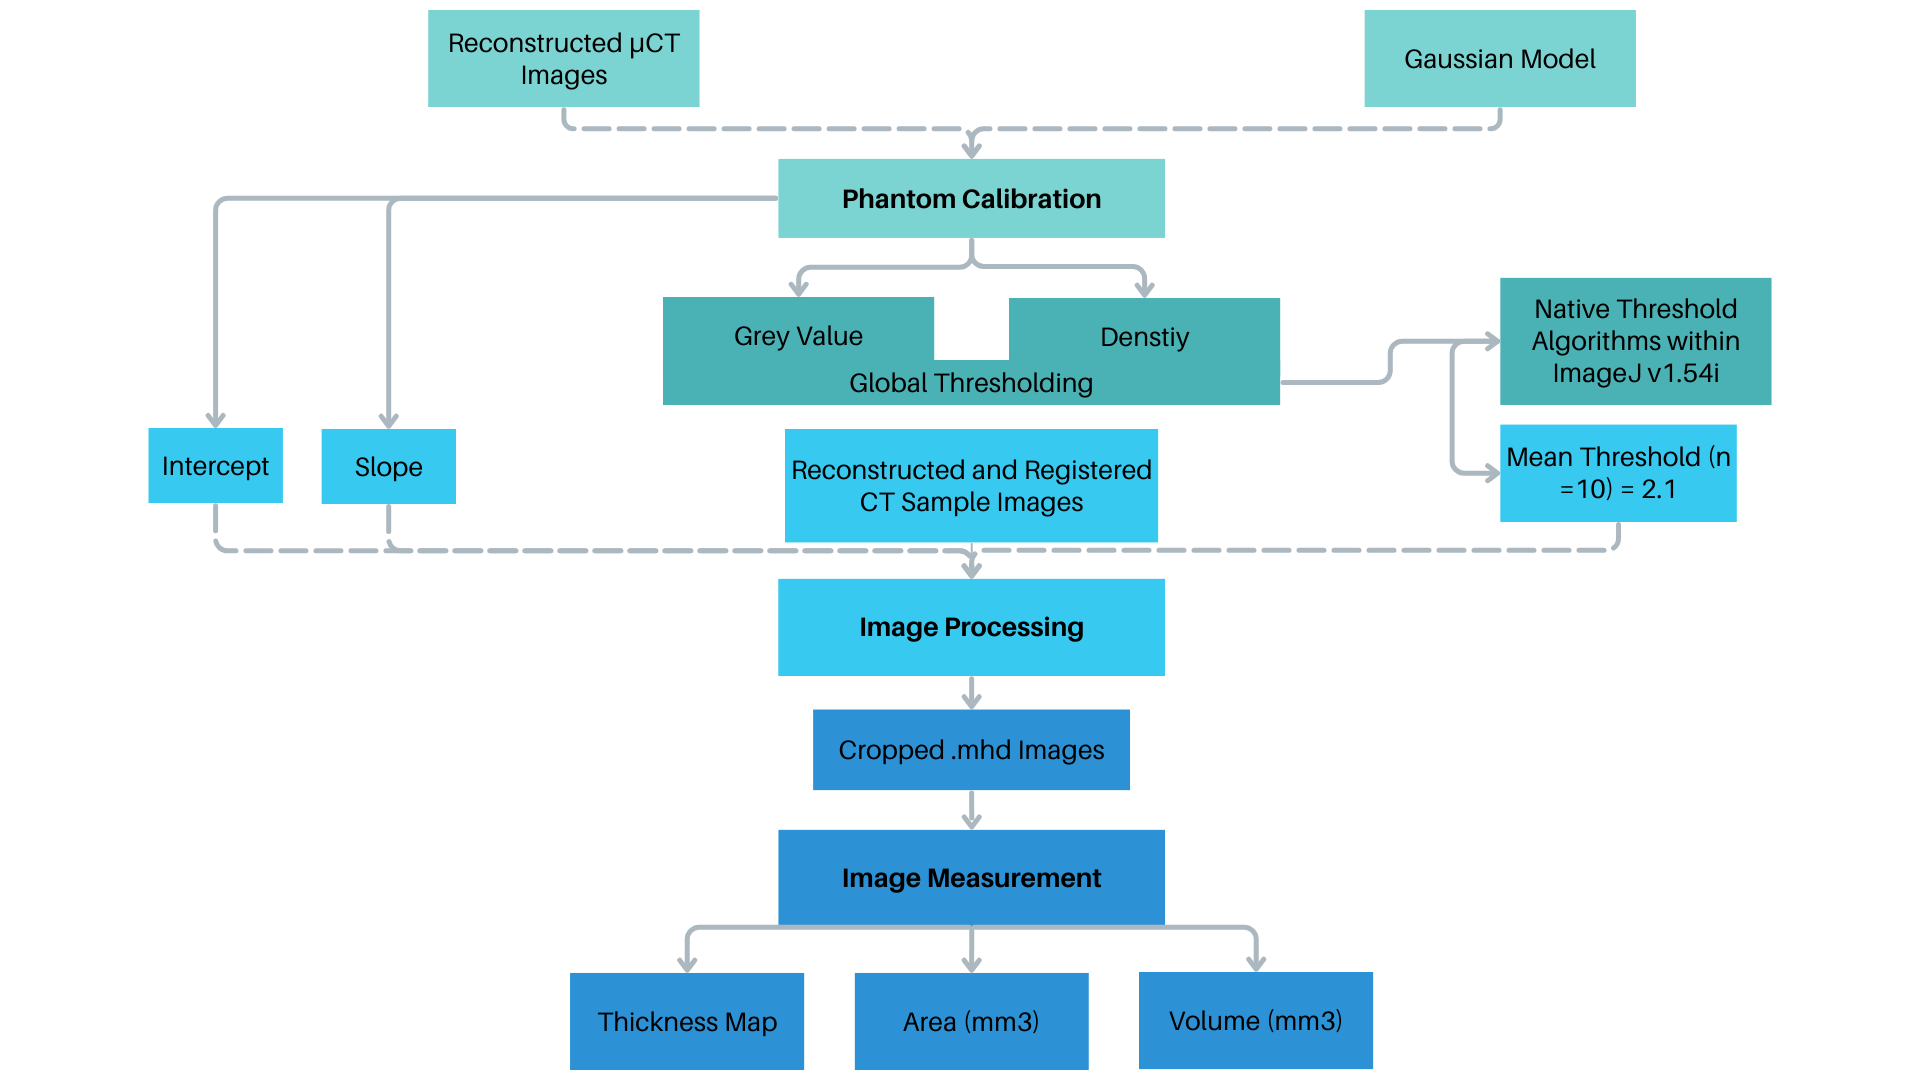 Reconstructed µCT
Images
Gaussian Model
Phantom Calibration
Grey Value
Denstiy
Global Thresholding
Native Threshold
Algorithms within
ImageJ v1.54i
Intercept
Slope
Reconstructed and Registered
CT Sample Images
Mean Threshold (n
=10) = 2.1
Image Processing
Cropped .mhd Images
Image Measurement
Thickness Map
Area (mm3)
Volume (mm3)